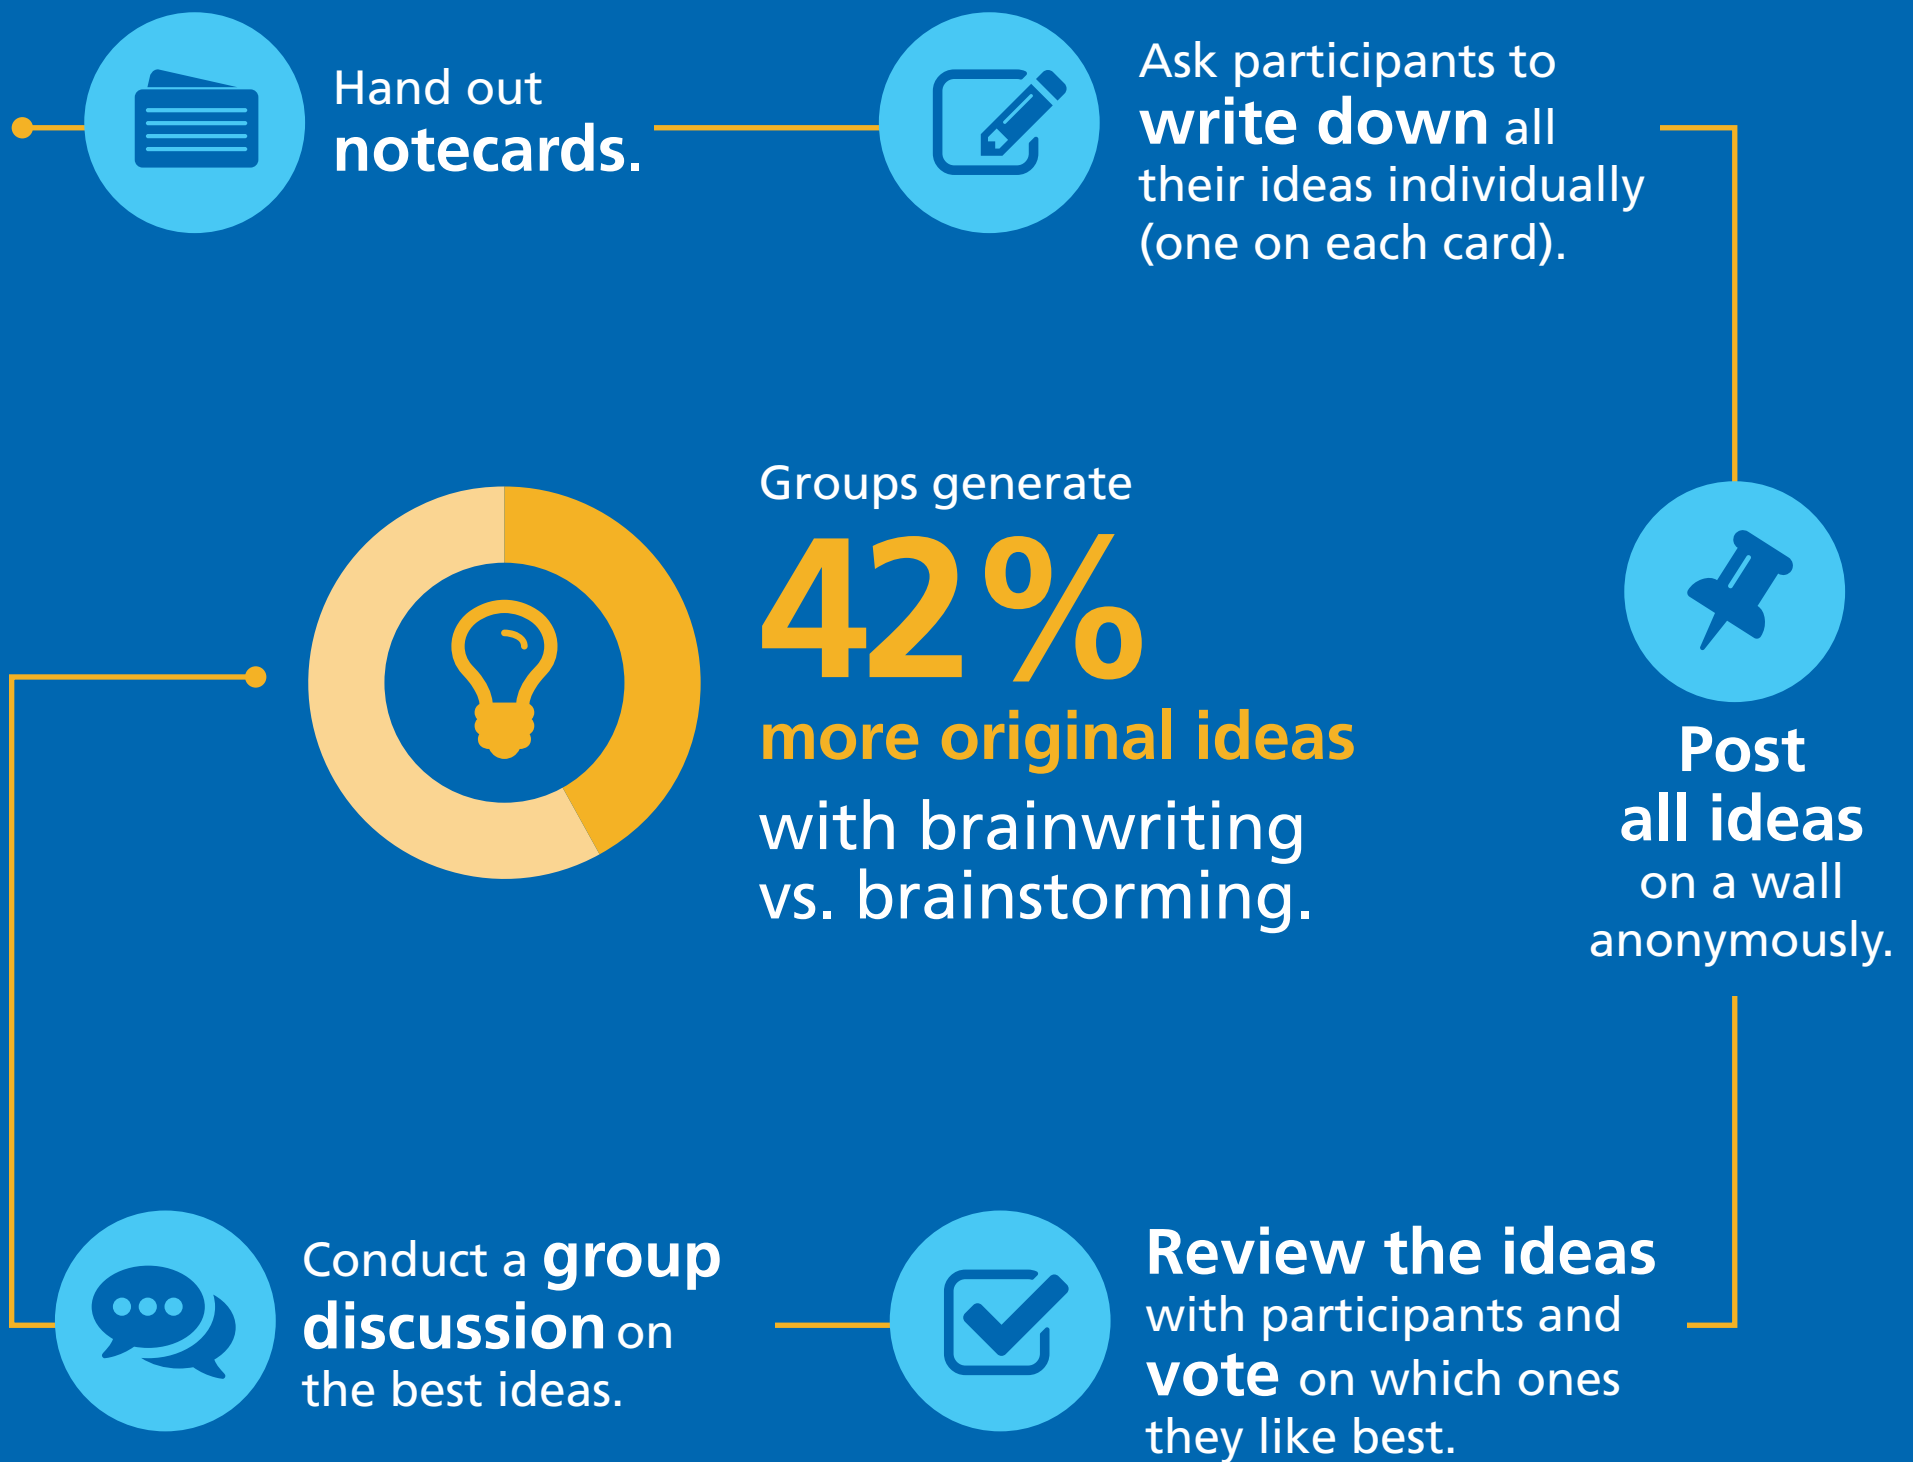 Hand out
notecards.
Ask participants to
write down all
their ideas individually
(one on each card).
Post
all ideas
on a wall
anonymously.
Review the ideas
with participants and
vote on which ones
they like best.
Conduct a group
discussion on
the best ideas.
Groups generate
42%
more original ideas
with brainwriting
vs. brainstorming.